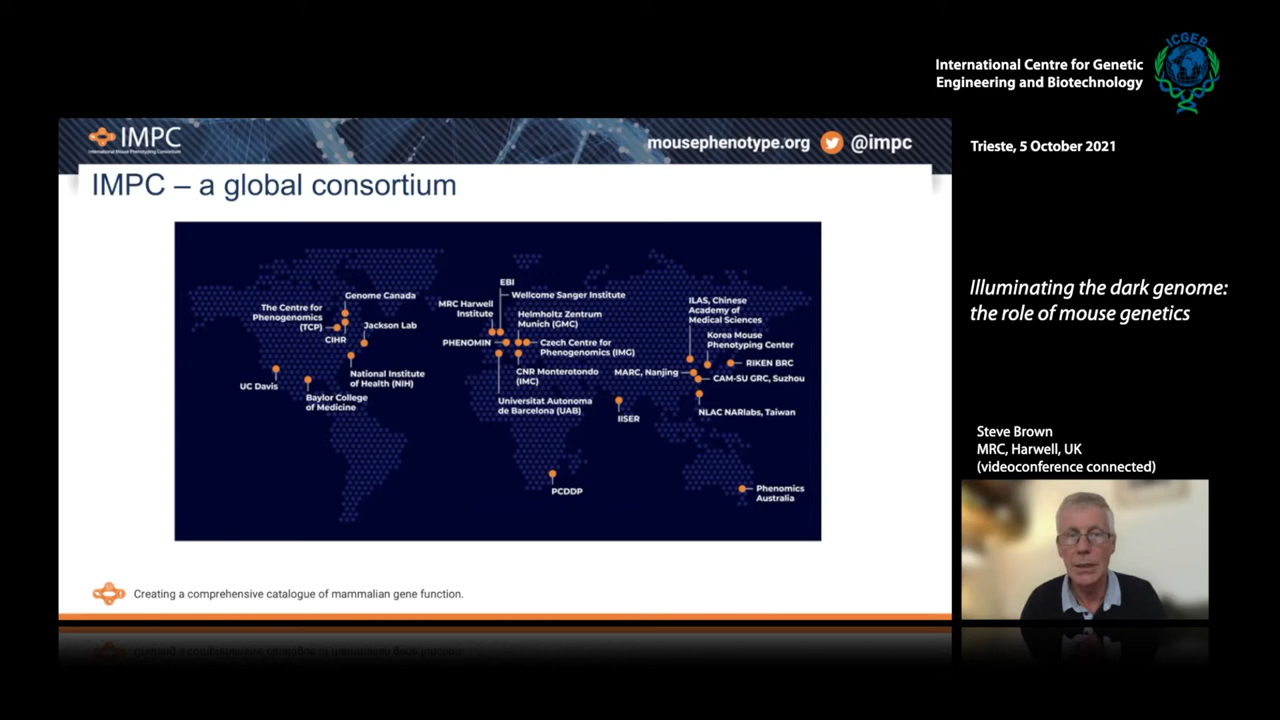 ICGEB
International Centre for Genetic
Engineering and Biotechnology
Trieste, 5 October 2021
IMPC
International Mouse Phenotyping Consortium
mousephenotype.org @impc
IMPC – a global consortium
Genome Canada
The Centre for
Phenogenomics
(TCP)
CIHR
Jackson Lab
National Institute
of Health (NIH)
UC Davis
Baylor College
of Medicine
EBI
Wellcome Sanger Institute
MRC Harwell
Institute
Helmholtz Zentrum
Munich (GMC)
PHENOMIN
Czech Centre for
Phenogenomics (IMG)
CNR Monterotondo
(IMC)
Universitat Autonoma
de Barcelona (UAB)
ILAS, Chinese
Academy of
Medical Sciences
Korea Mouse
Phenotyping Center
RIKEN BRC
MARC, Nanjing
CAM-SU GRC, Suzhou
NLAC NARlabs, Taiwan
IISER
PCDDP
Phenomics
Australia
Creating a comprehensive catalogue of mammalian gene function.
Illuminating the dark genome:
the role of mouse genetics
Steve Brown
MRC, Harwell, UK
(videoconference connected)